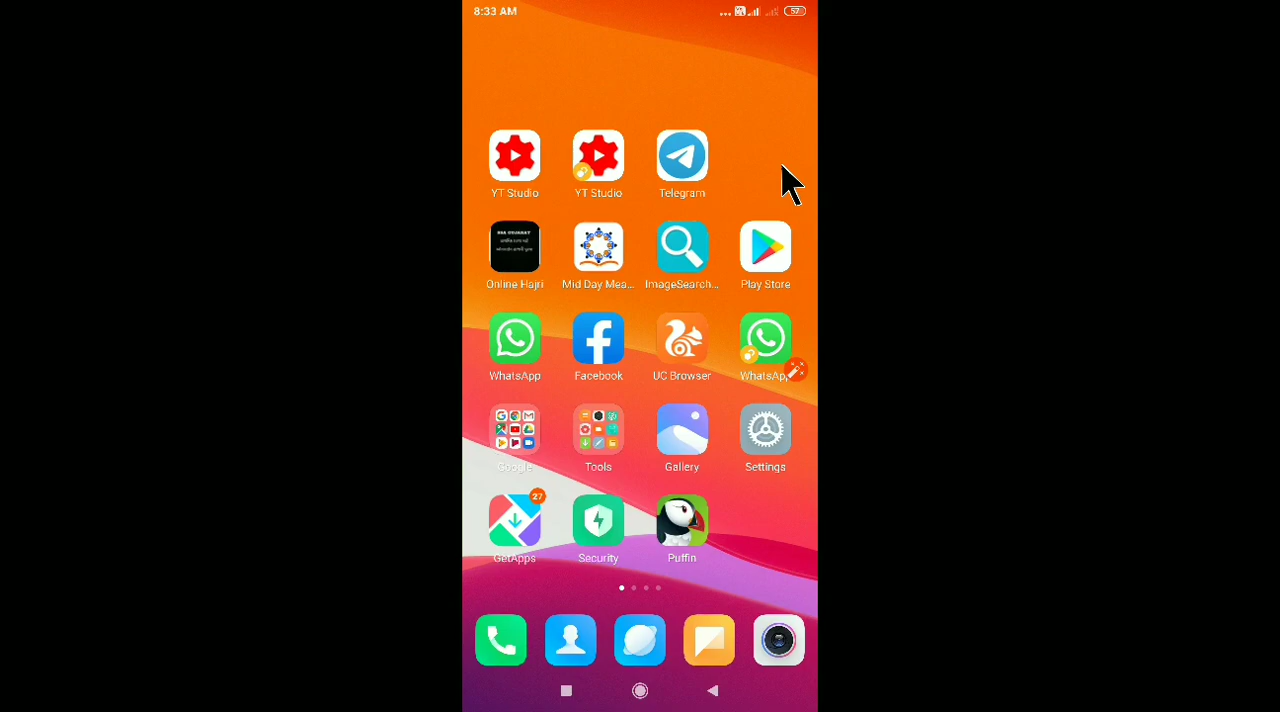 8:33 AM
57
YT Studio
YT Studio
Telegram
Online Hajri
Mid Day Mea...
ImageSearch...
Play Store
WhatsApp
Facebook
UC Browser
WhatsApp
Google
Tools
Gallery
Settings
27
GetApps
Security
Puffin